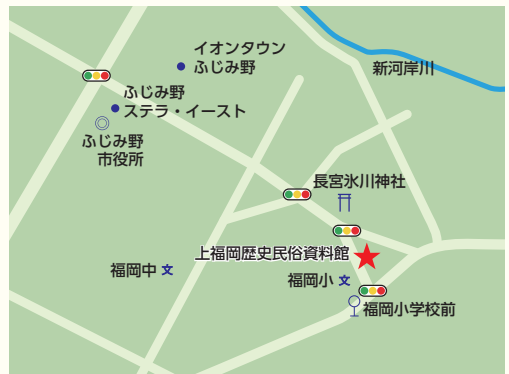 イオンタウン
ふじみ野
新河岸川
ふじみ野
ステラ・イースト
ふじみ野
市役所
長宮氷川神社
上福岡歴史民俗資料館
福岡中 文
福岡小 文
福岡小学校前